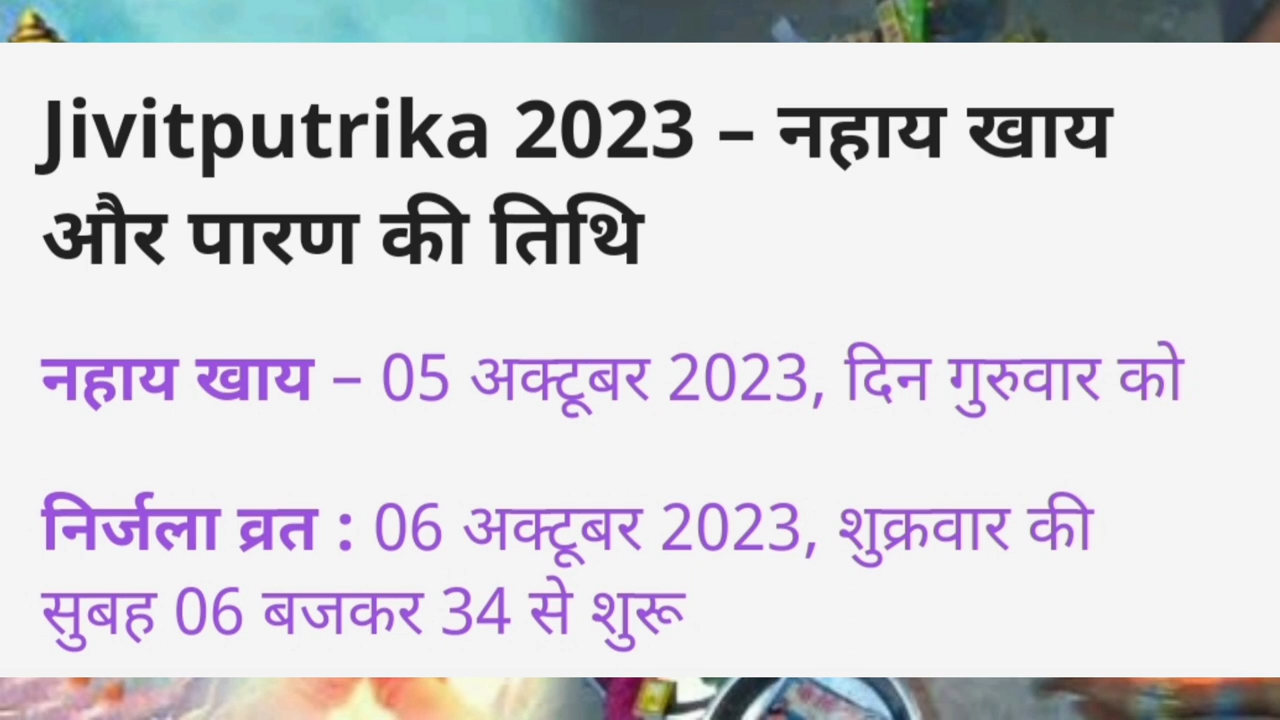 Jivitputrika 2023 – नहाय खाय
और पारण की तिथि
नहाय खाय – 05 अक्टूबर 2023, दिन गुरुवार को
निर्जला व्रत : 06 अक्टूबर 2023, शुक्रवार की
सुबह 06 बजकर 34 से शुरू